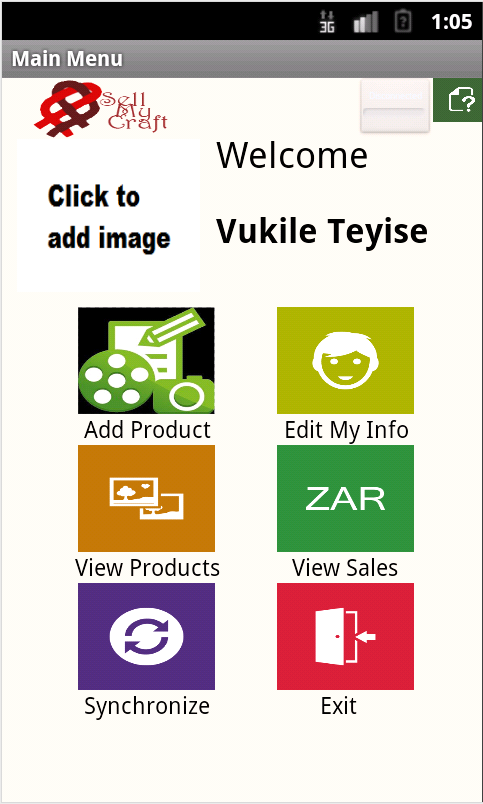 3G 1:05
Main Menu
Sell
My
Craft
?
Welcome
Click to
add image
Vukile Teyise
Add Product
Edit My Info
View Products
ZAR
View Sales
Synchronize
Exit